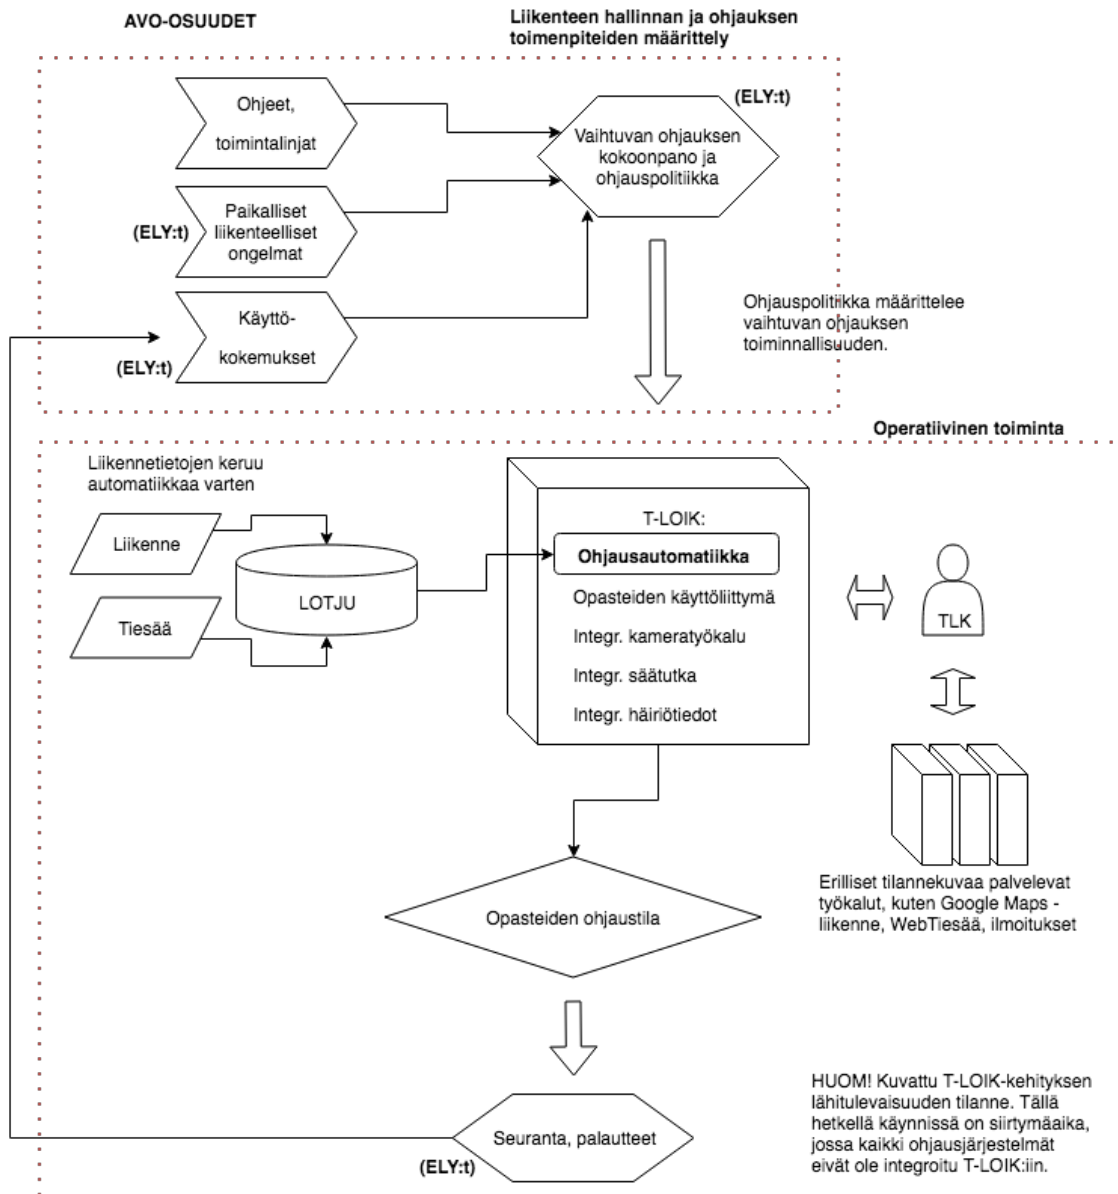 AVO-OSUUDET
Liikenteen hallinnan ja ohjauksen
toimenpiteiden määrittely
Ohjeet,
toimintalinjat
(ELY:t)
Vaihtuvan ohjauksen
kokoonpano ja
ohjauspolitiikka
(ELY:t)
Paikalliset
liikenteelliset
ongelmat
Käyttö-
kokemukset
(ELY:t)
Ohjauspolitiikka määrittelee
vaihtuvan ohjauksen
toiminnallisuuden.
Operatiivinen toiminta
Liikennetietojen keruu
automatiikkaa varten
Liikenne
Tiesää
LOTJU
T-LOIK:
Ohjausautomatiikka
Opasteiden käyttöliittymä
Integr. kameratyökalu
Integr. säätutka
Integr. häiriötiedot
TLK
Erilliset tilannekuvaa palvelevat
työkalut, kuten Google Maps -
liikenne, WebTiesää, ilmoitukset
Opasteiden ohjaustila
Seuranta, palautteet
(ELY:t)
HUOM! Kuvattu T-LOIK-kehityksen
lähitulevaisuuden tilanne. Tällä
hetkellä käynnissä on siirtymäaika,
jossa kaikki ohjausjärjestelmät
eivät ole integroitu T-LOIK:iin.